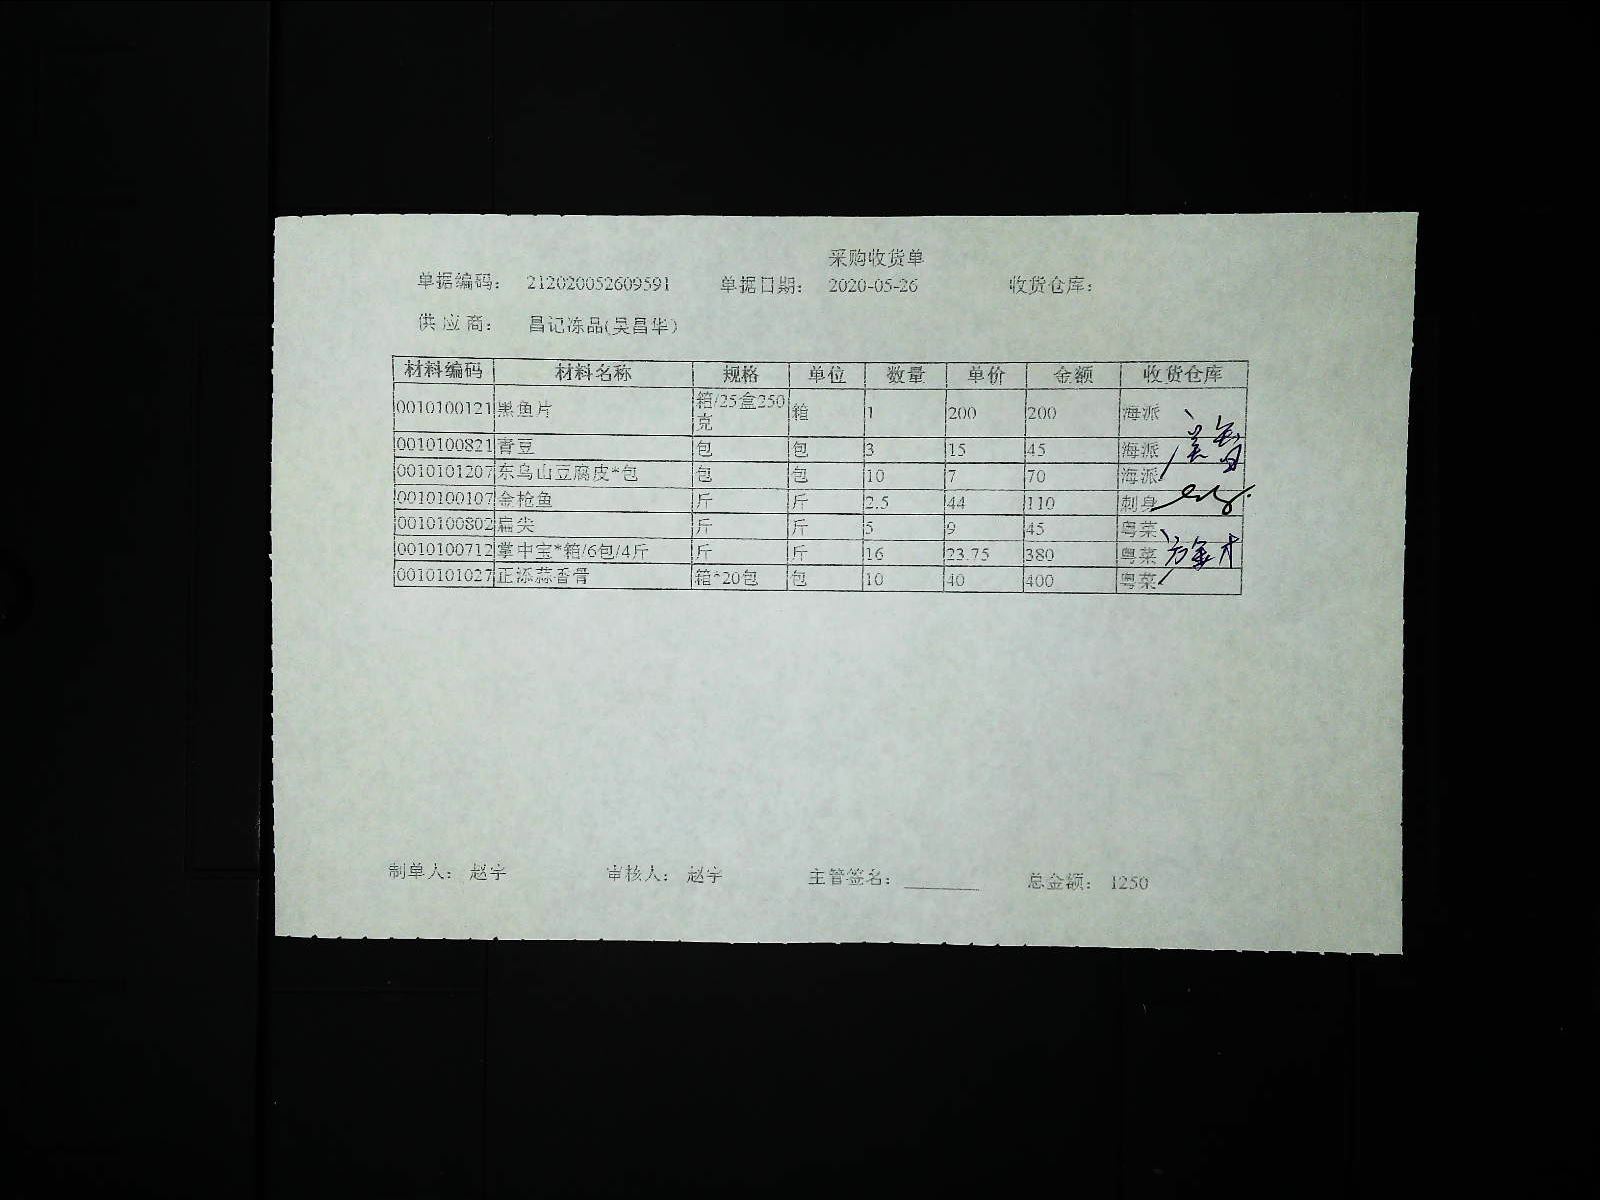 采购收货单
单据编码: 212020052609591 单据日期: 2020-05-26 收货仓库:
供应商: 昌记冻品(吴昌华)
材料编码 材料名称 规格 单位 数量 单价 金额 收货仓库
0010100121 黑鱼片 箱/25盒250克 箱 1 200 200 海派
0010100821 青豆 包 包 3 15 45 海派
0010101207 东乌山豆腐皮*包 包 包 10 7 70 海派
0010100107 金枪鱼 斤 斤 2.5 44 110 刺身
0010100802 扁尖 斤 斤 5 9 45 粤菜
0010100712 掌中宝*箱/6包/4斤 斤 斤 16 23.75 380 粤菜
0010101027 正添蒜香骨 箱*20包 包 10 40 400 粤菜
制单人: 赵宇 审核人: 赵宇 主管签名: 总金额: 1250